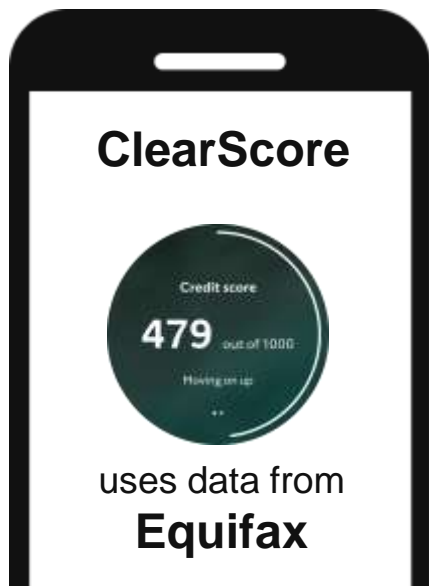 ClearScore
Credit score
479 out of 1000
Moving on up
uses data from
Equifax